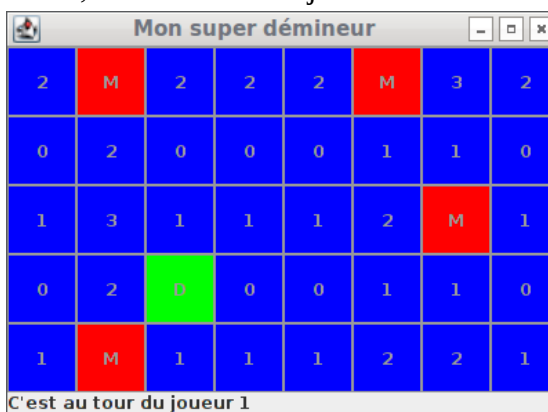 Mon super démineur
2 M 2 2 2 M 3 2
0 2 0 0 0 1 1 0
1 3 1 1 1 2 M 1
0 2 0 0 0 1 1 0
1 M 1 1 1 2 2 1
C'est au tour du joueur 1